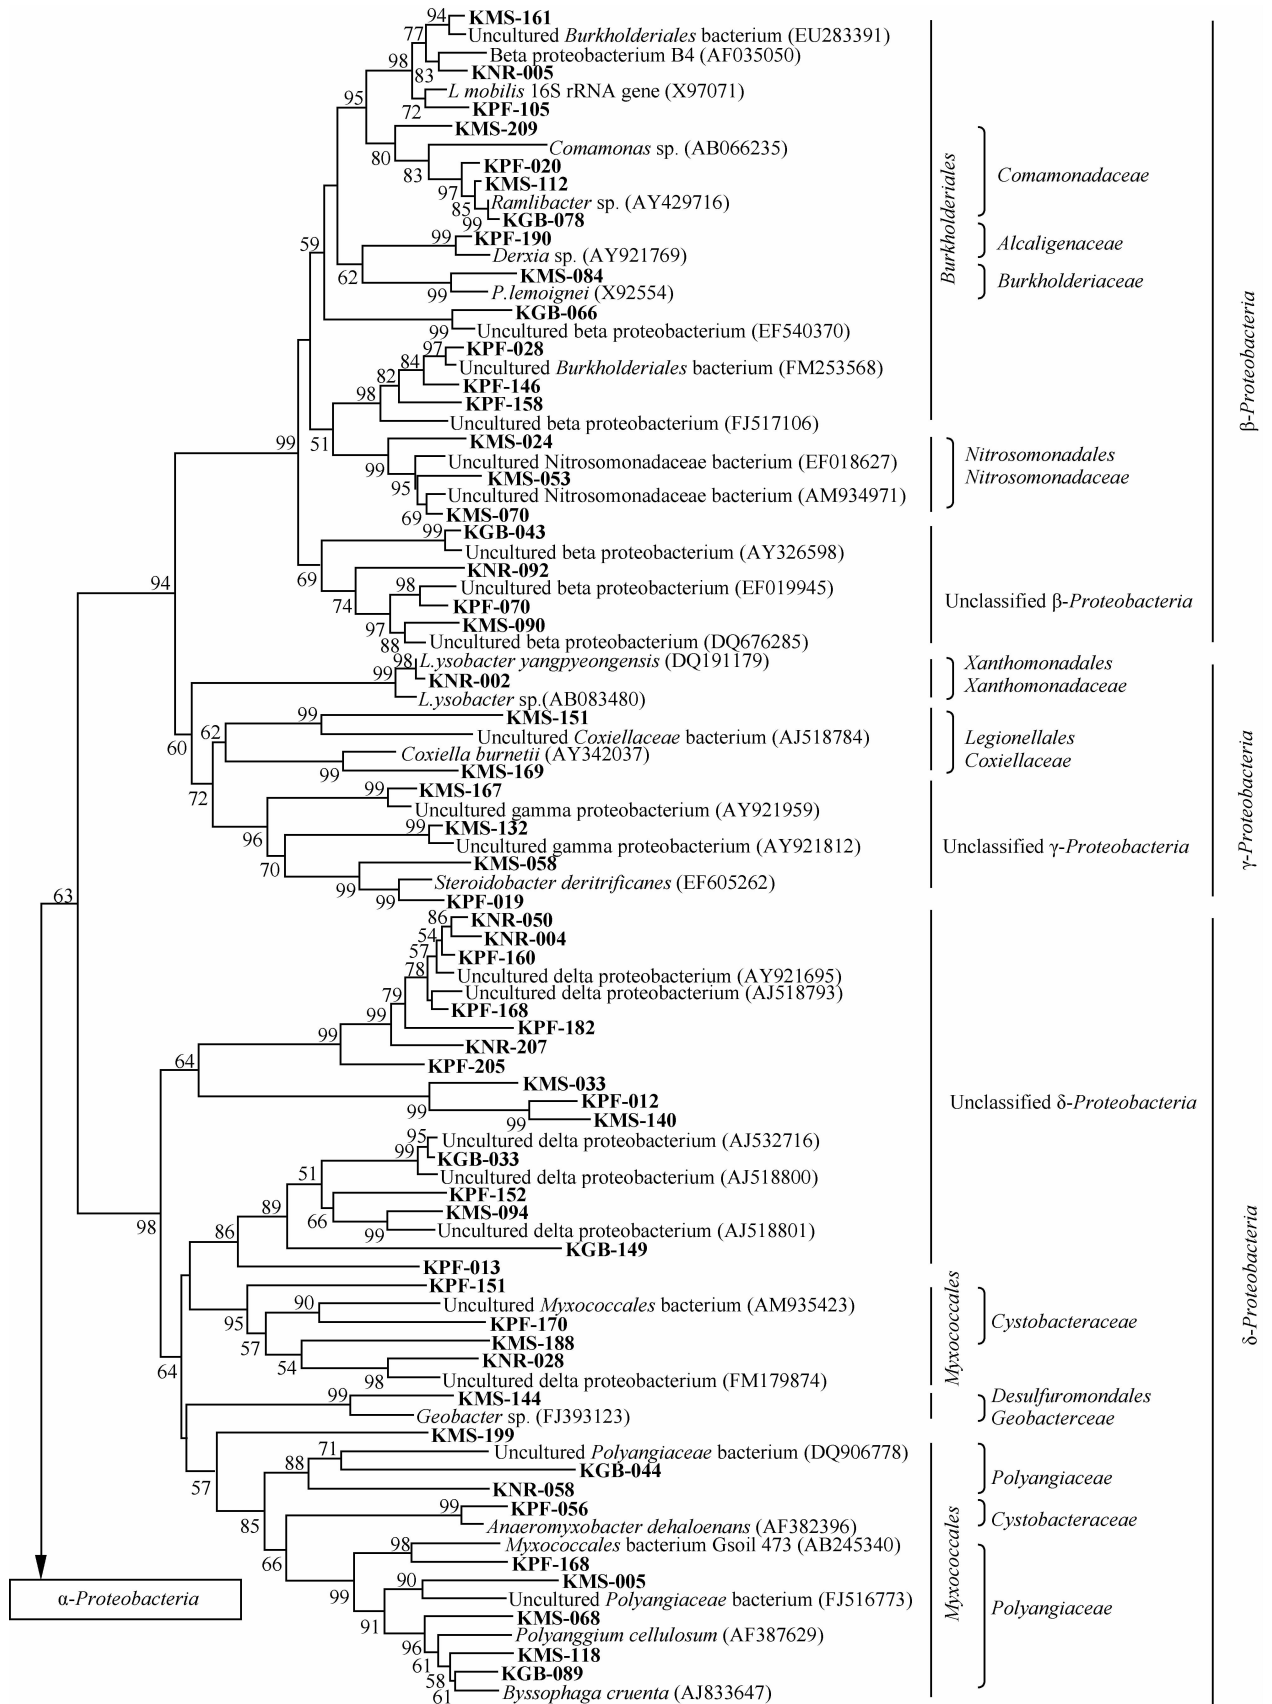 94 KMS-161
77 Uncultured Burkholderiales bacterium (EU283391)
Beta proteobacterium B4 (AF035050)
98 83 KNR-005
L mobilis 16S rRNA gene (X97071)
95 72 KPF-105
KMS-209
80 Comamonas sp. (AB066235)
83 KPF-020
97 KMS-112
85 Ramlibacter sp. (AY429716)
99 KGB-078
Comamonadaceae
99 KPF-190
59 Derxia sp. (AY921769)
Alcaligenaceae
62 KMS-084
99 P.lemoignei (X92554)
Burkholderiaceae
KGB-066
99 Uncultured beta proteobacterium (EF540370)
97 KPF-028
84 Uncultured Burkholderiales bacterium (FM253568)
82 KPF-146
98 KPF-158
Uncultured beta proteobacterium (FJ517106)
Burkholderiales
99 51 KMS-024
99 Uncultured Nitrosomonadaceae bacterium (EF018627)
95 KMS-053
Uncultured Nitrosomonadaceae bacterium (AM934971)
69 KMS-070
Nitrosomonadales
Nitrosomonadaceae
99 KGB-043
Uncultured beta proteobacterium (AY326598)
69 KNR-092
98 Uncultured beta proteobacterium (EF019945)
94 74 KPF-070
97 KMS-090
88 Uncultured beta proteobacterium (DQ676285)
Unclassified β-Proteobacteria
β-Proteobacteria
98 L.ysobacter yangpyeongensis (DQ191179)
99 KNR-002
L.ysobacter sp.(AB083480)
Xanthomonadales
Xanthomonadaceae
99 KMS-151
60 62 Uncultured Coxiellaceae bacterium (AJ518784)
Coxiella burnetii (AY342037)
99 KMS-169
Legionellales
Coxiellaceae
72 99 KMS-167
Uncultured gamma proteobacterium (AY921959)
96 99 KMS-132
Uncultured gamma proteobacterium (AY921812)
70 KMS-058
99 Steroidobacter deritrificanes (EF605262)
63 99 KPF-019
Unclassified γ-Proteobacteria
γ-Proteobacteria
86 KNR-050
54 KNR-004
57 KPF-160
78 Uncultured delta proteobacterium (AY921695)
79 Uncultured delta proteobacterium (AJ518793)
99 KPF-168
99 KPF-182
KNR-207
64 KPF-205
KMS-033
99 KPF-012
99 KMS-140
95 Uncultured delta proteobacterium (AJ532716)
99 KGB-033
51 Uncultured delta proteobacterium (AJ518800)
KPF-152
89 66 KMS-094
99 Uncultured delta proteobacterium (AJ518801)
98 86 KGB-149
KPF-013
Unclassified δ-Proteobacteria
KPF-151
90 Uncultured Myxococcales bacterium (AM935423)
95 KPF-170
57 KMS-188
54 KNR-028
64 98 Uncultured delta proteobacterium (FM179874)
Cystobacteraceae
Myxococcales
99 KMS-144
Geobacter sp. (FJ393123)
Desulfuromondales
Geobacterceae
KMS-199
71 Uncultured Polyangiaceae bacterium (DQ906778)
88 KGB-044
57 KNR-058
Polyangiaceae
85 99 KPF-056
Anaeromyxobacter dehaloenans (AF382396)
Cystobacteraceae
66 98 Myxococcales bacterium Gsoil 473 (AB245340)
KPF-168
99 90 KMS-005
Uncultured Polyangiaceae bacterium (FJ516773)
91 KMS-068
96 Polyanggium cellulosum (AF387629)
61 KMS-118
58 KGB-089
61 Byssophaga cruenta (AJ833647)
Polyangiaceae
Myxococcales
δ-Proteobacteria
α-Proteobacteria